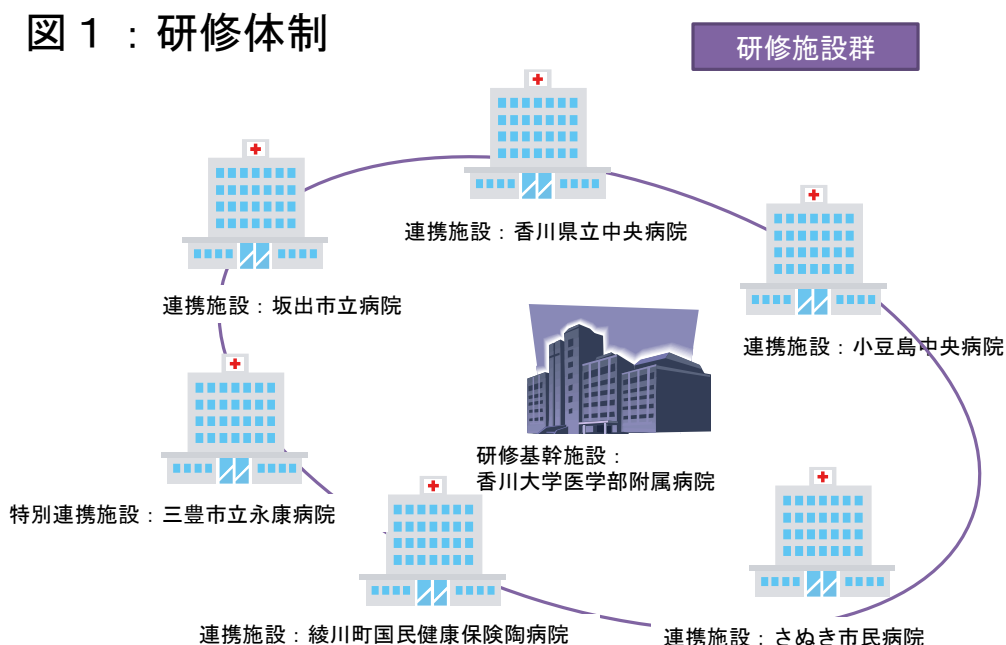 図１：研修体制
研修施設群
連携施設：香川県立中央病院
連携施設：坂出市立病院
連携施設：小豆島中央病院
研修基幹施設：
香川大学医学部附属病院
特別連携施設：三豊市立永康病院
連携施設：綾川町国民健康保険陶病院
連携施設：さぬき市民病院